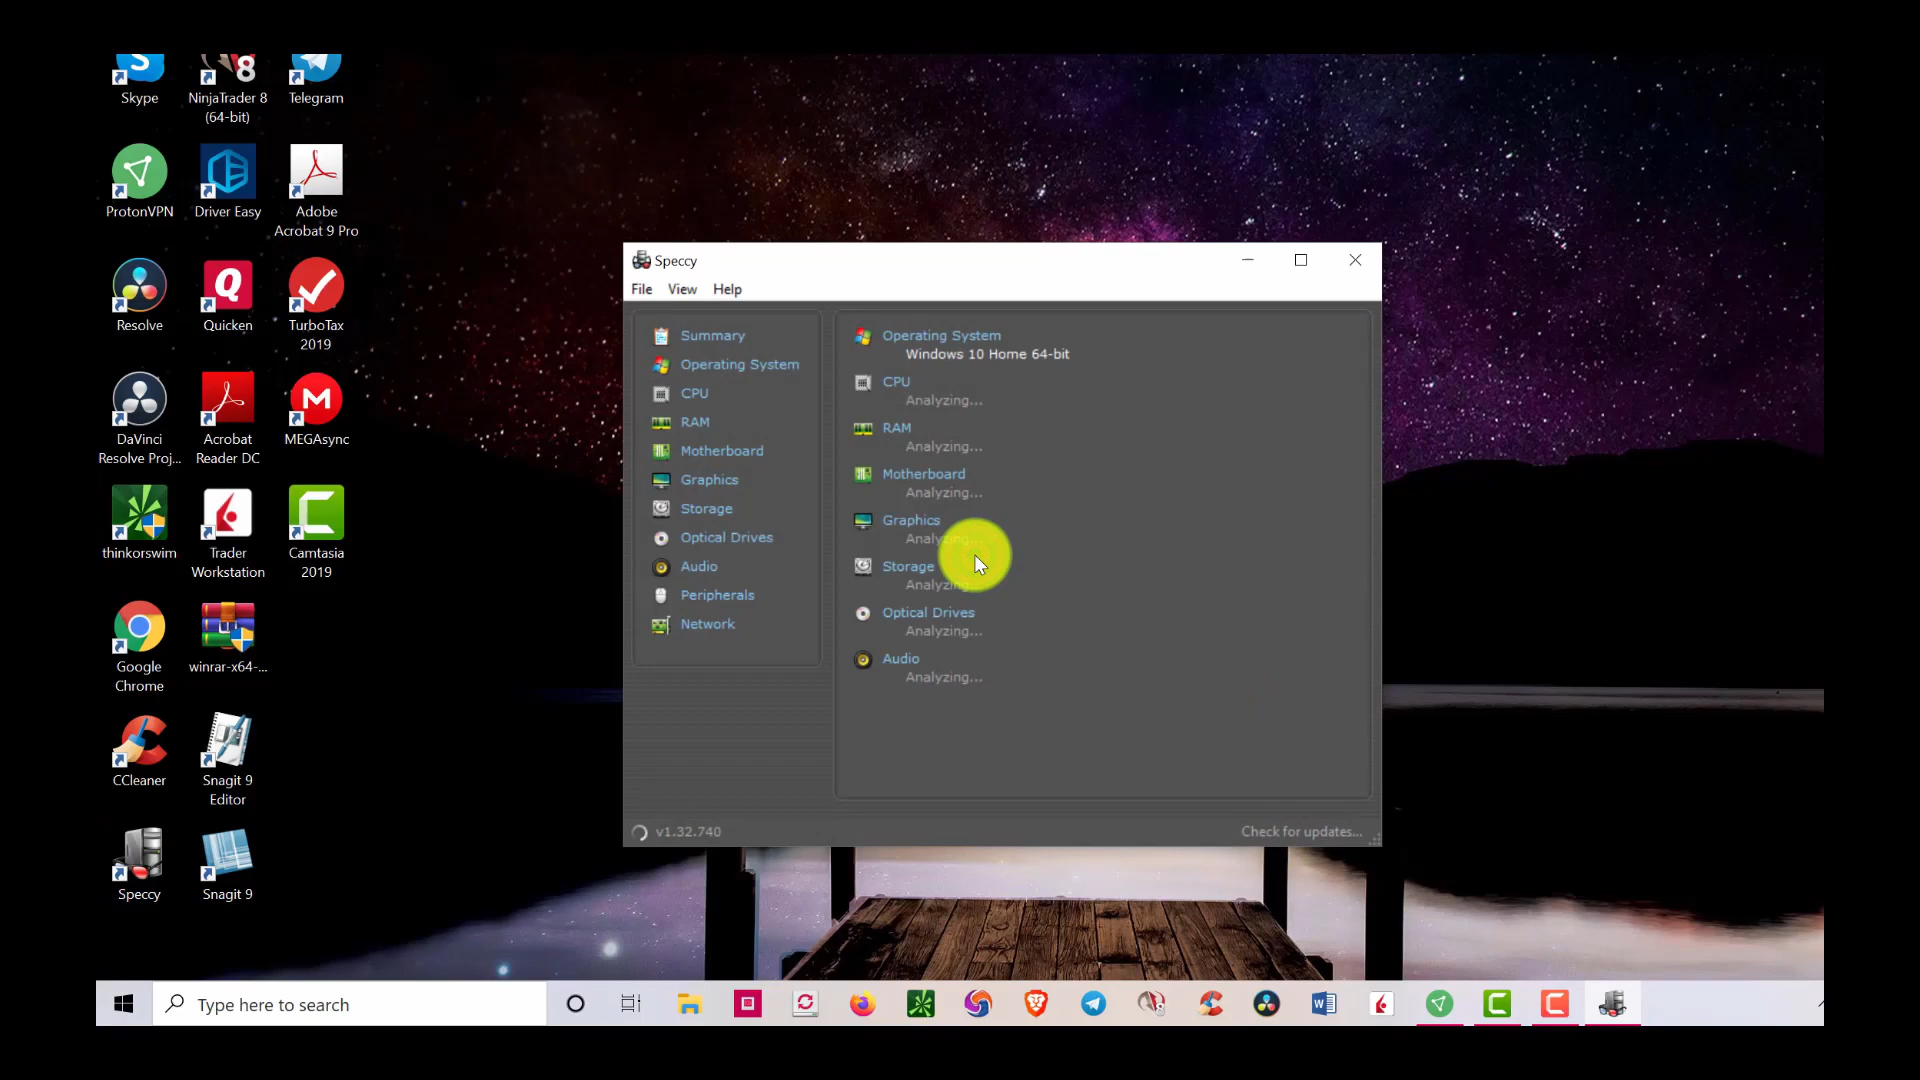 Skype
NinjaTrader 8
(64-bit)
Telegram
ProtonVPN
Driver Easy
Adobe
Acrobat 9 Pro
Resolve
Quicken
TurboTax
2019
DaVinci
Resolve Proj...
Acrobat
Reader DC
MEGAsync
thinkorswim
Trader
Workstation
Camtasia
2019
Google
Chrome
winrar-x64-...
CCleaner
Snagit 9
Editor
Speccy
Snagit 9
Speccy
File View Help
Summary
Operating System
CPU
RAM
Motherboard
Graphics
Storage
Optical Drives
Audio
Peripherals
Network
Operating System
Windows 10 Home 64-bit
CPU
Analyzing...
RAM
Analyzing...
Motherboard
Analyzing...
Graphics
Analyzing...
Storage
Analyzing...
Optical Drives
Analyzing...
Audio
Analyzing...
v1.32.740
Check for updates...
Type here to search